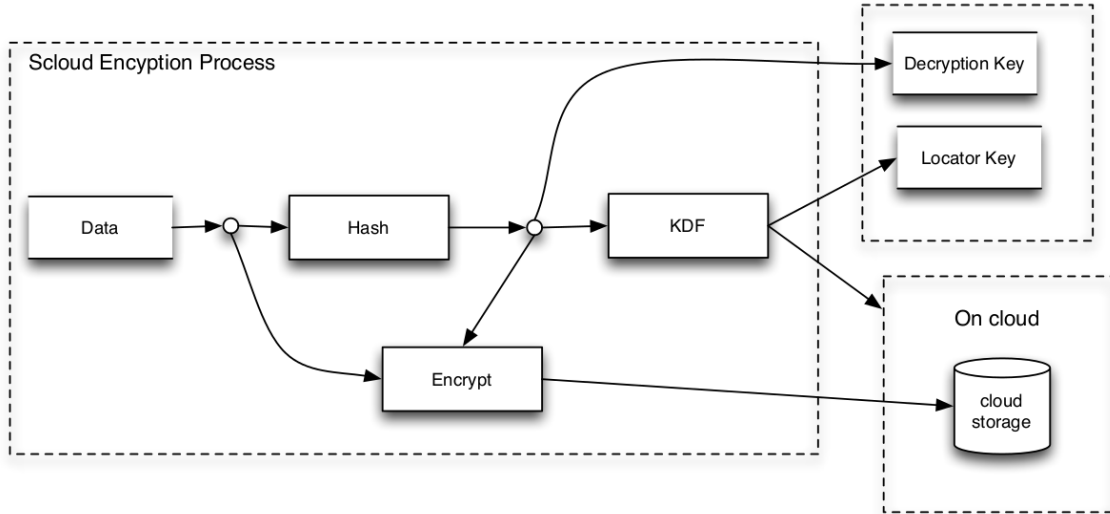 Scloud Encyption Process
Decryption Key
Locator Key
Data
Hash
KDF
Encrypt
On cloud
cloud
storage